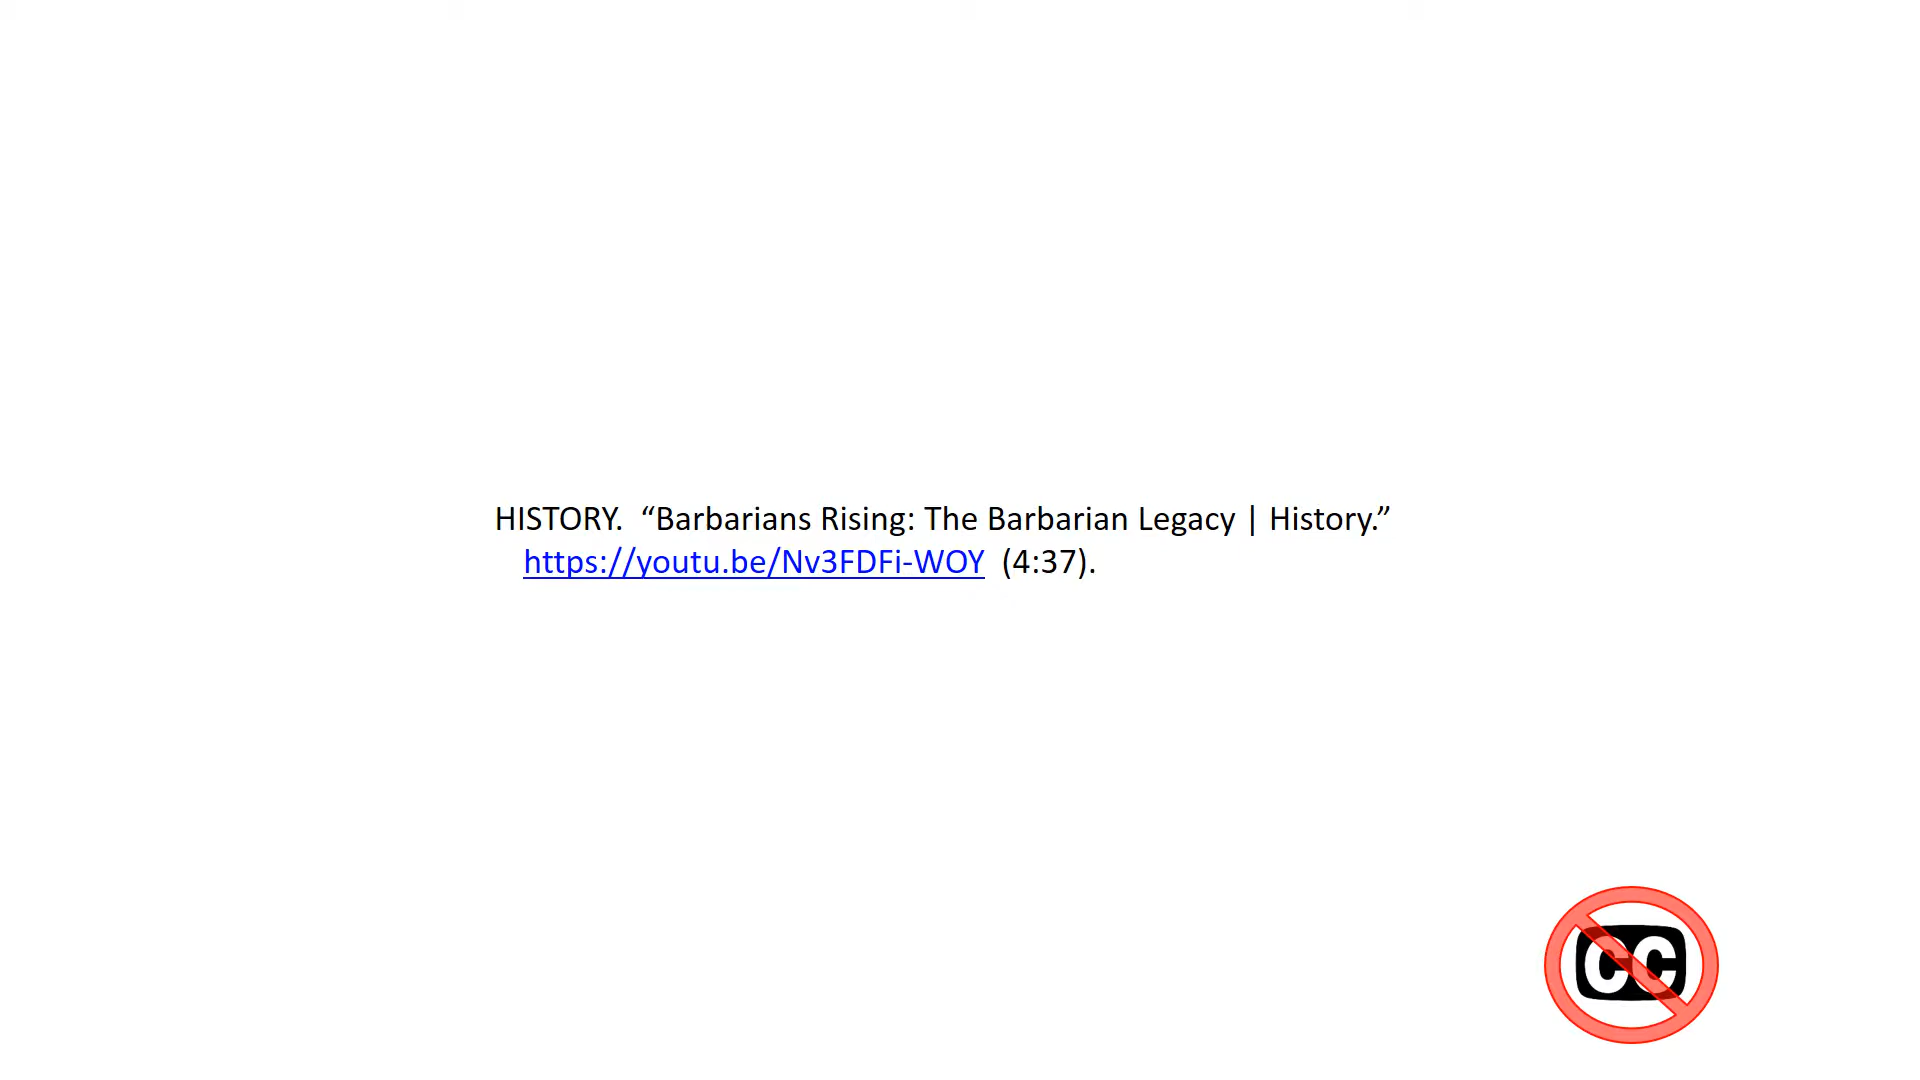 HISTORY.  “Barbarians Rising: The Barbarian Legacy | History.”
https://youtu.be/Nv3FDFi-WOY  (4:37).
CC